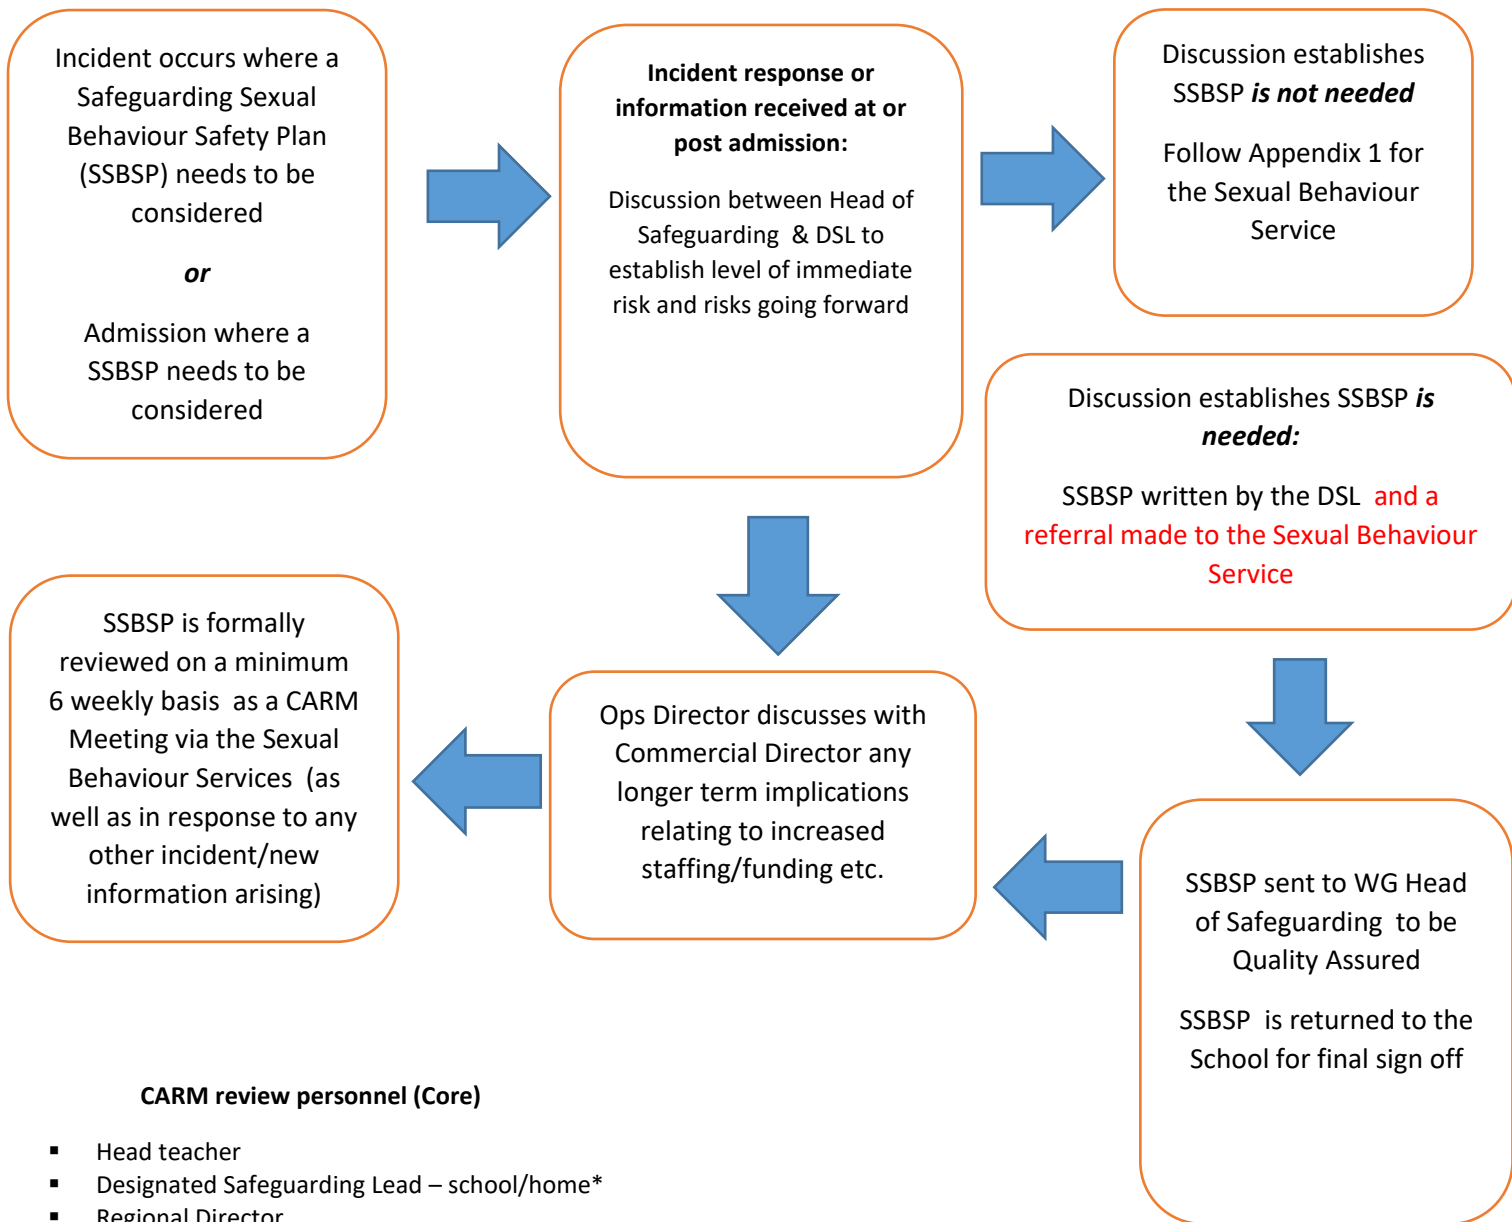 Incident occurs where a
Safeguarding Sexual
Behaviour Safety Plan
(SSBSP) needs to be
considered
or
Admission where a
SSBSP needs to be
considered
Incident response or
information received at or
post admission:
Discussion between Head of
Safeguarding & DSL to
establish level of immediate
risk and risks going forward
Discussion establishes
SSBSP is not needed
Follow Appendix 1 for
the Sexual Behaviour
Service
Discussion establishes SSBSP is
needed:
SSBSP written by the DSL and a
referral made to the Sexual Behaviour
Service
SSBSP sent to WG Head
of Safeguarding to be
Quality Assured
SSBSP is returned to the
School for final sign off
Ops Director discusses with
Commercial Director any
longer term implications
relating to increased
staffing/funding etc.
SSBSP is formally
reviewed on a minimum
6 weekly basis as a CARM
Meeting via the Sexual
Behaviour Services (as
well as in response to any
other incident/new
information arising)
CARM review personnel (Core)
▪ Head teacher
▪ Designated Safeguarding Lead – school/home*
▪ Regional Director